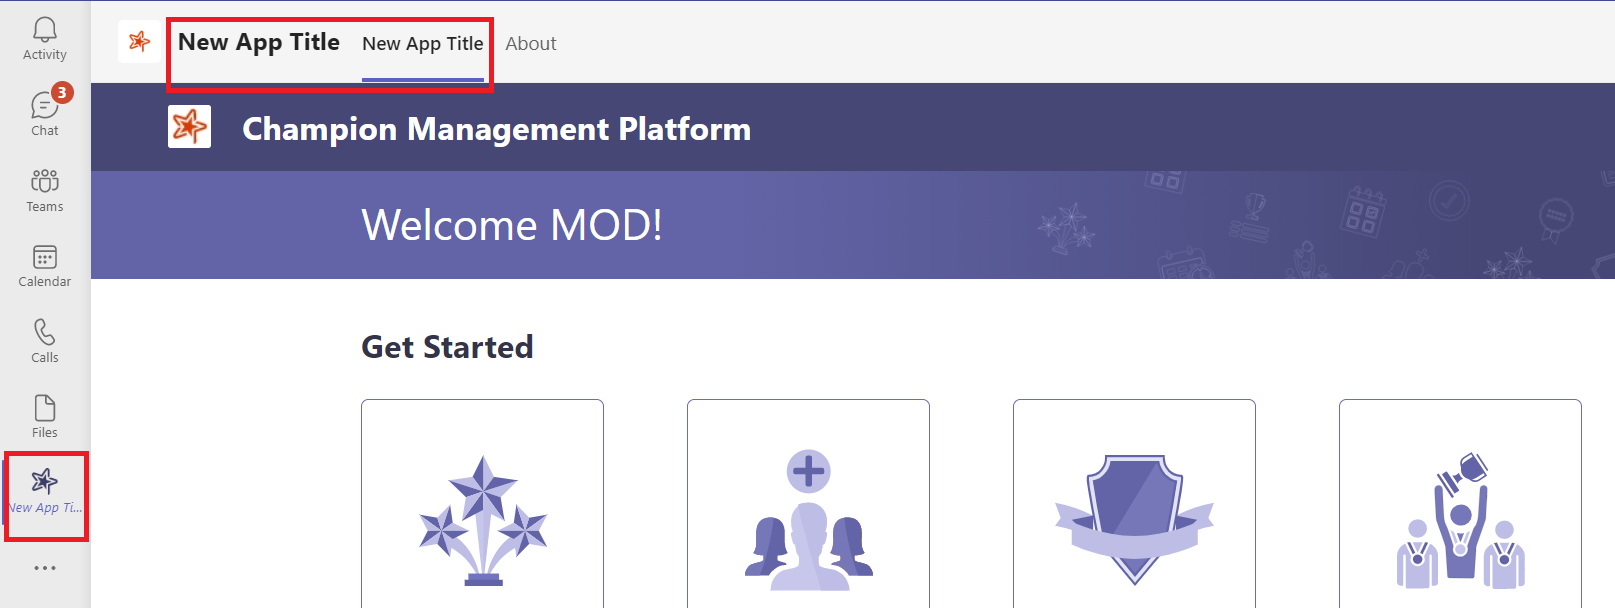 Activity
3
Chat
Teams
Calendar
Calls
Files
New App Ti...
New App Title New App Title About
Champion Management Platform
Welcome MOD!
Get Started